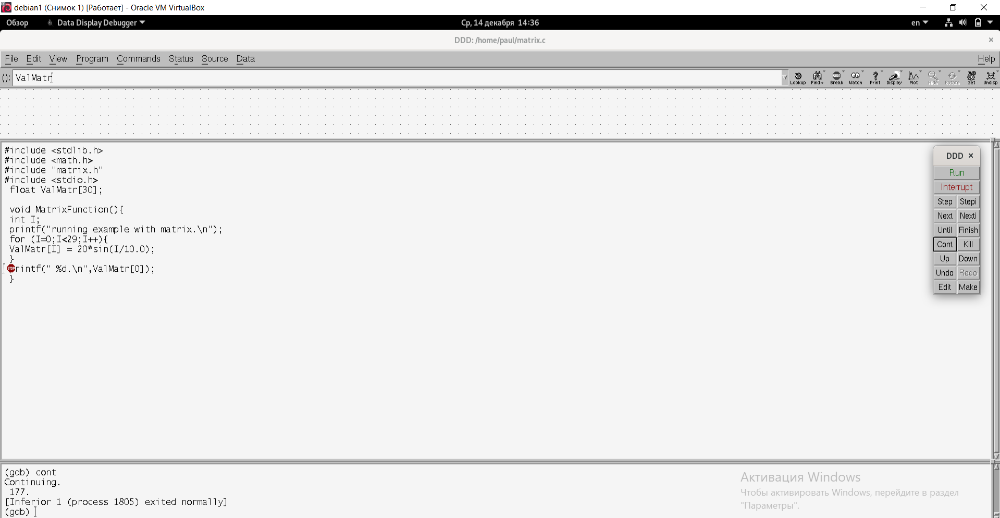 debian1 (Снимок 1) [Работает] - Oracle VM VirtualBox
Обзор Data Display Debugger Ср, 14 декабря 14:36 en
DDD: /home/paul/matrix.c
File Edit View Program Commands Status Source Data Help
(): ValMatr
Lookup Find>> Break Watch Print Display Plot Hide Rotate Set Undisp
#include <stdlib.h>
#include <math.h>
#include "matrix.h"
#include <stdio.h>
float ValMatr[30];
void MatrixFunction(){
int I;
printf("running example with matrix.\n");
for (I=0;I<29;I++){
ValMatr[I] = 20*sin(I/10.0);
}
STOP rintf(" %d.\n",ValMatr[0]);
}
DDD
Run
Interrupt
Step Stepi
Next Nexti
Until Finish
Cont Kill
Up Down
Undo Redo
Edit Make
(gdb) cont
Continuing.
177.
[Inferior 1 (process 1805) exited normally]
(gdb)
Активация Windows
Чтобы активировать Windows, перейдите в раздел
"Параметры".